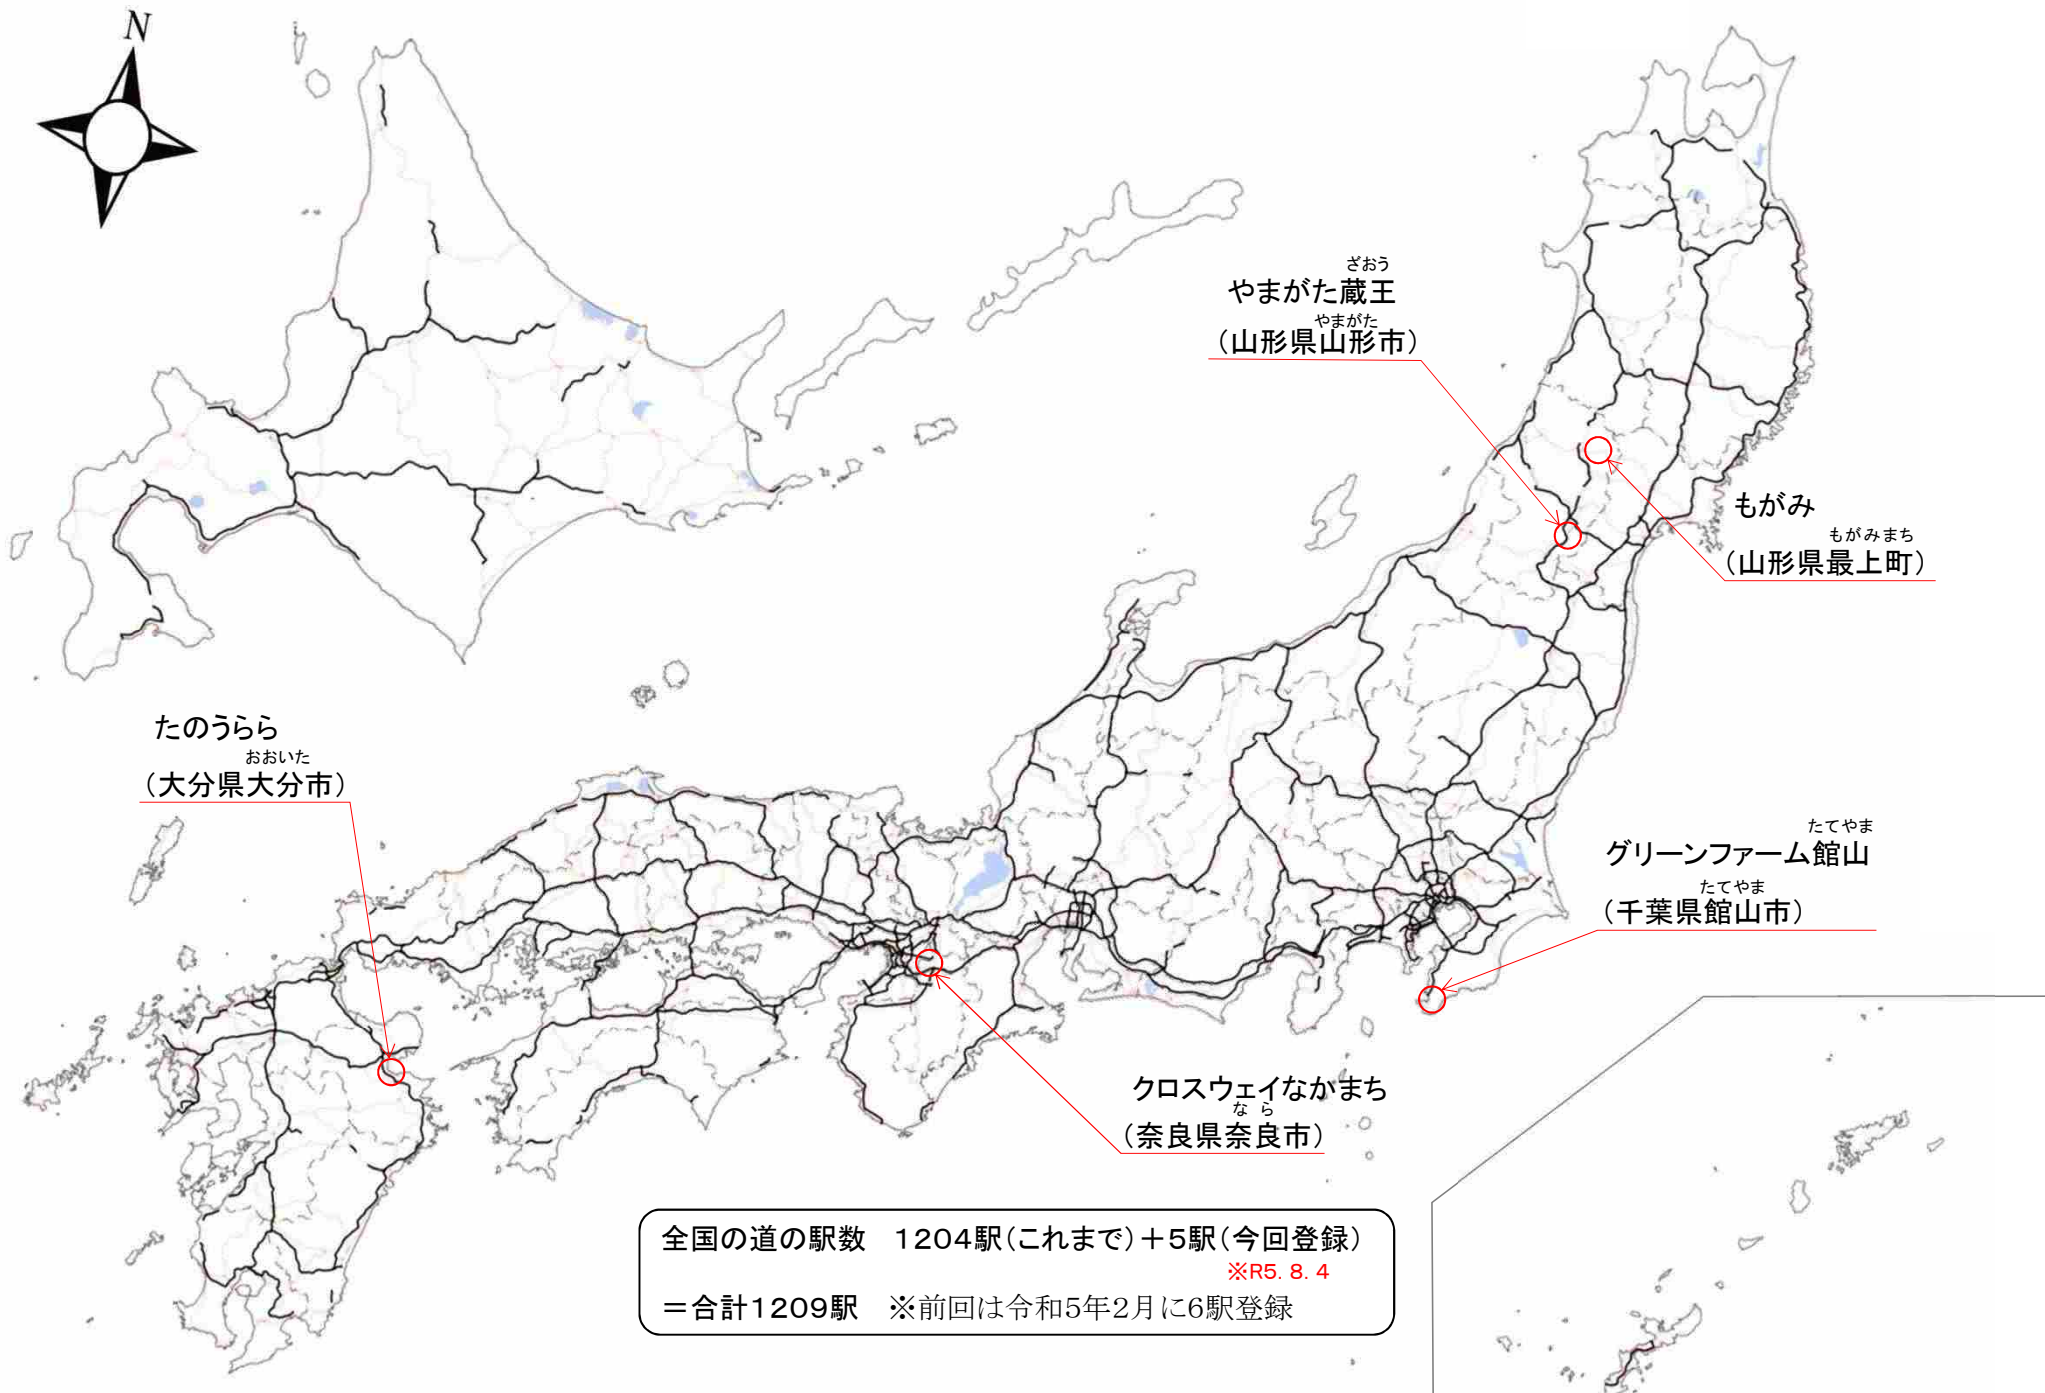 N
ざおう
やまがた蔵王
やまがた
（山形県山形市）
もがみ
もがみまち
（山形県最上町）
たのうらら
おおいた
（大分県大分市）
たてやま
グリーンファーム館山
たてやま
（千葉県館山市）
クロスウェイなかまち
なら
（奈良県奈良市）
全国の道の駅数　1204駅（これまで）＋5駅（今回登録）
※R5. 8. 4
＝合計1209駅　※前回は令和5年2月に6駅登録